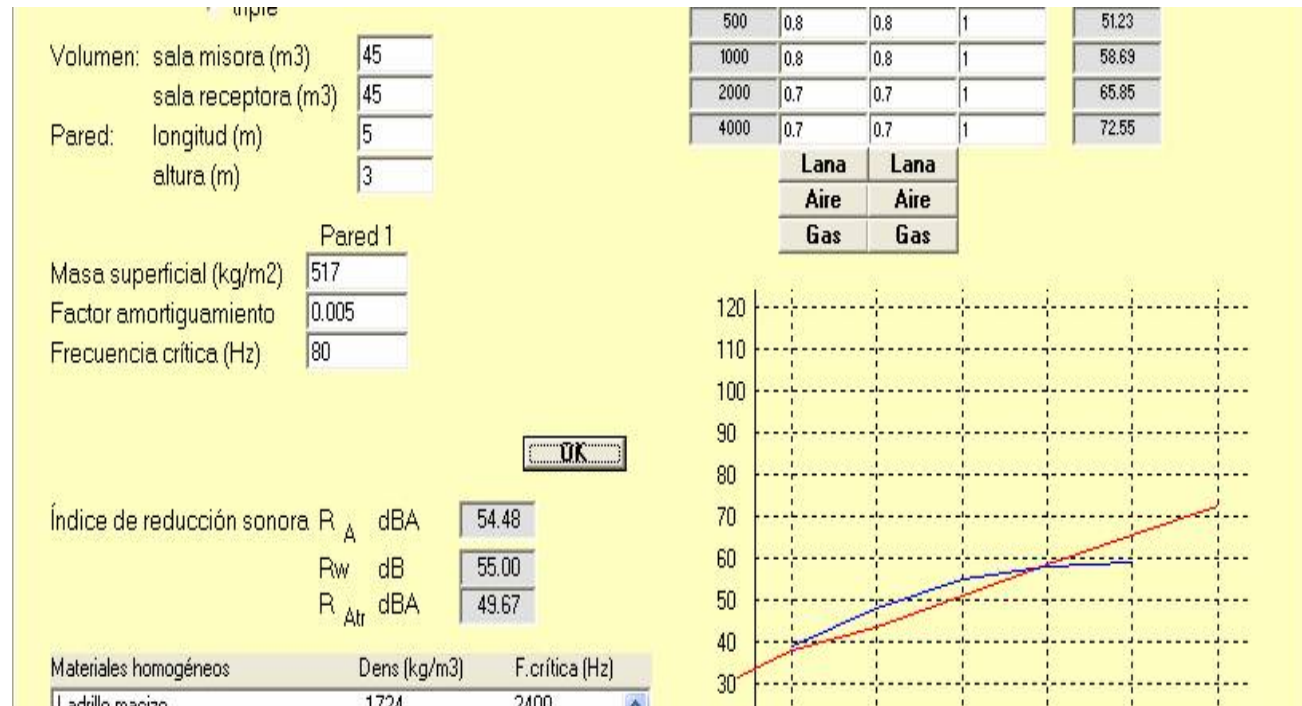 triple
Volumen: sala misora (m3) 45
sala receptora (m3) 45
Pared: longitud (m) 5
altura (m) 3
Pared 1
Masa superficial (kg/m2) 517
Factor amortiguamiento 0.005
Frecuencia crítica (Hz) 80
OK
Índice de reducción sonora R A dBA 54.48
Rw dB 55.00
R Atr dBA 49.67
Materiales homogéneos Dens (kg/m3) F.crítica (Hz)
Ladrillo macizo 1724 2400
500 0.8 0.8 1 51.23
1000 0.8 0.8 1 58.69
2000 0.7 0.7 1 65.85
4000 0.7 0.7 1 72.55
Lana Lana
Aire Aire
Gas Gas
120
110
100
90
80
70
60
50
40
30